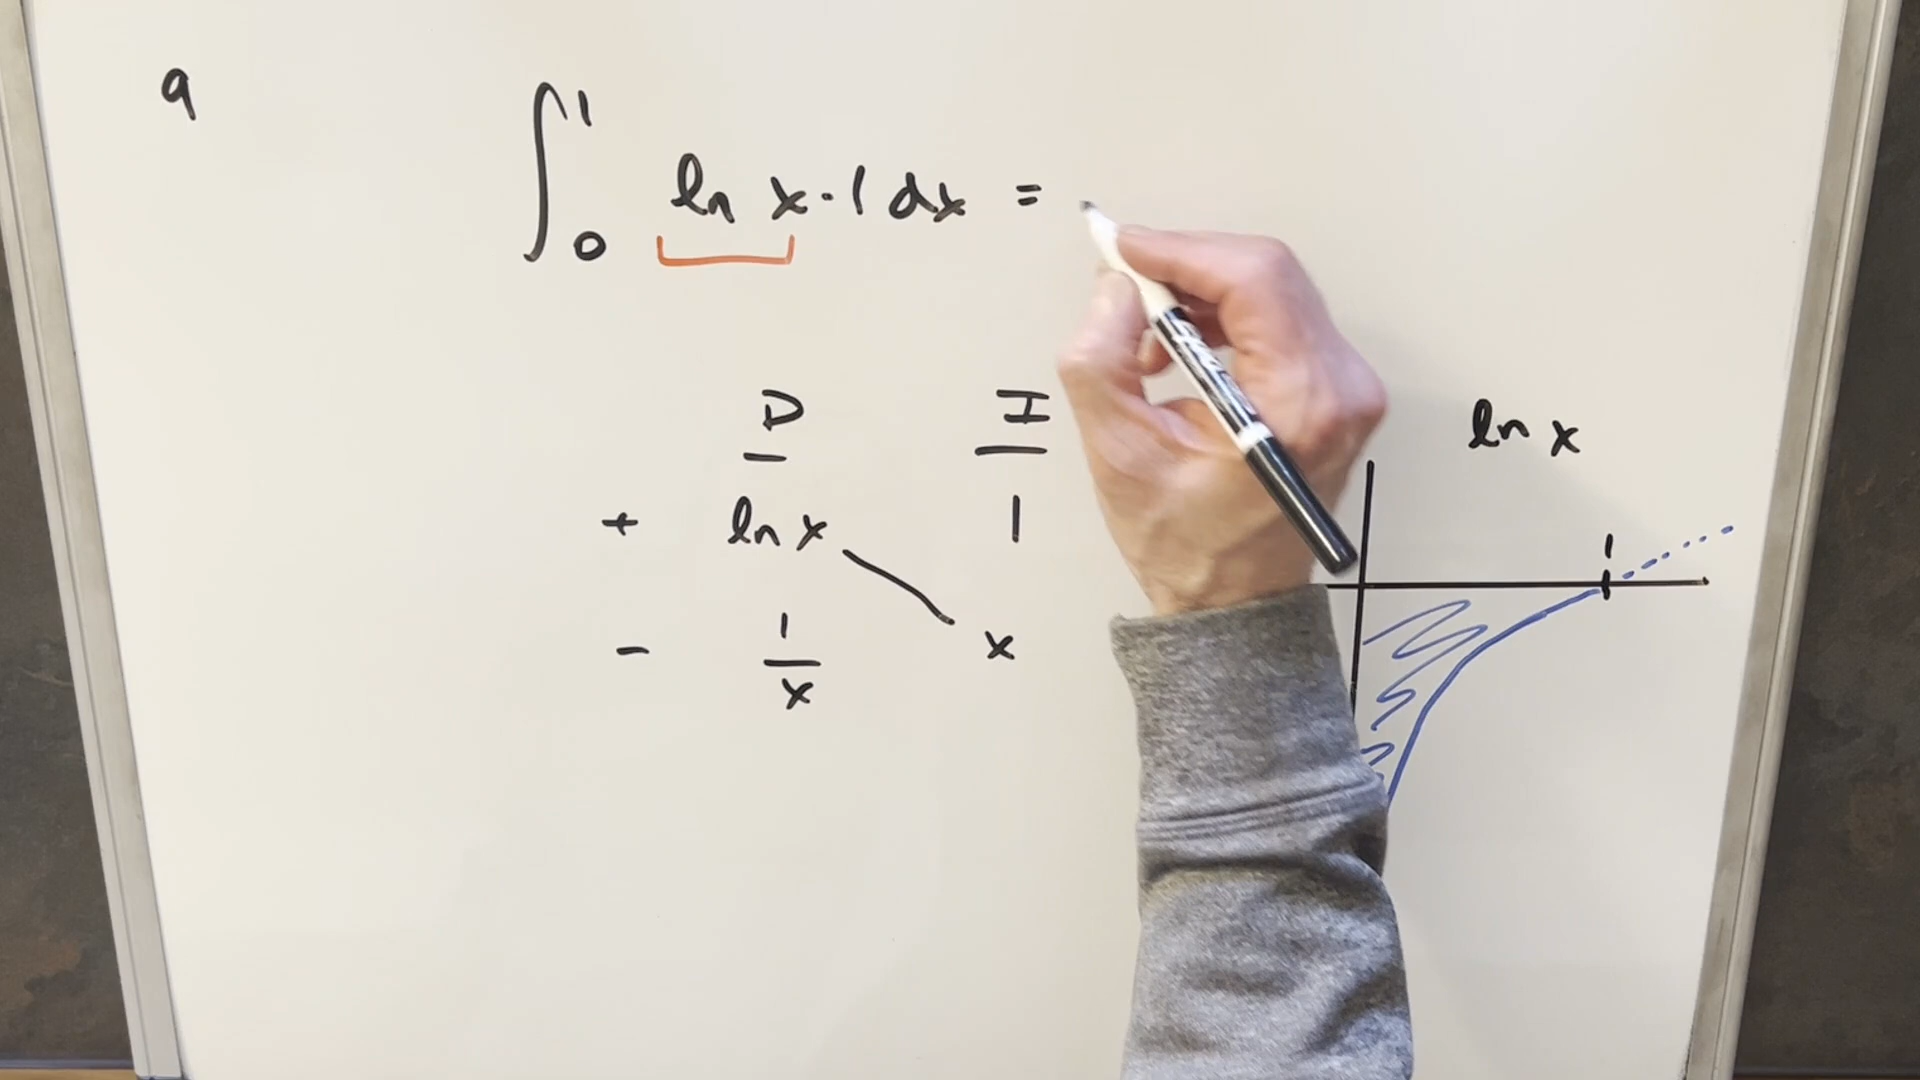 9
∫₀¹ ln x · 1 dx =
D I
ln x
+ ln x 1
1
- 1/x x